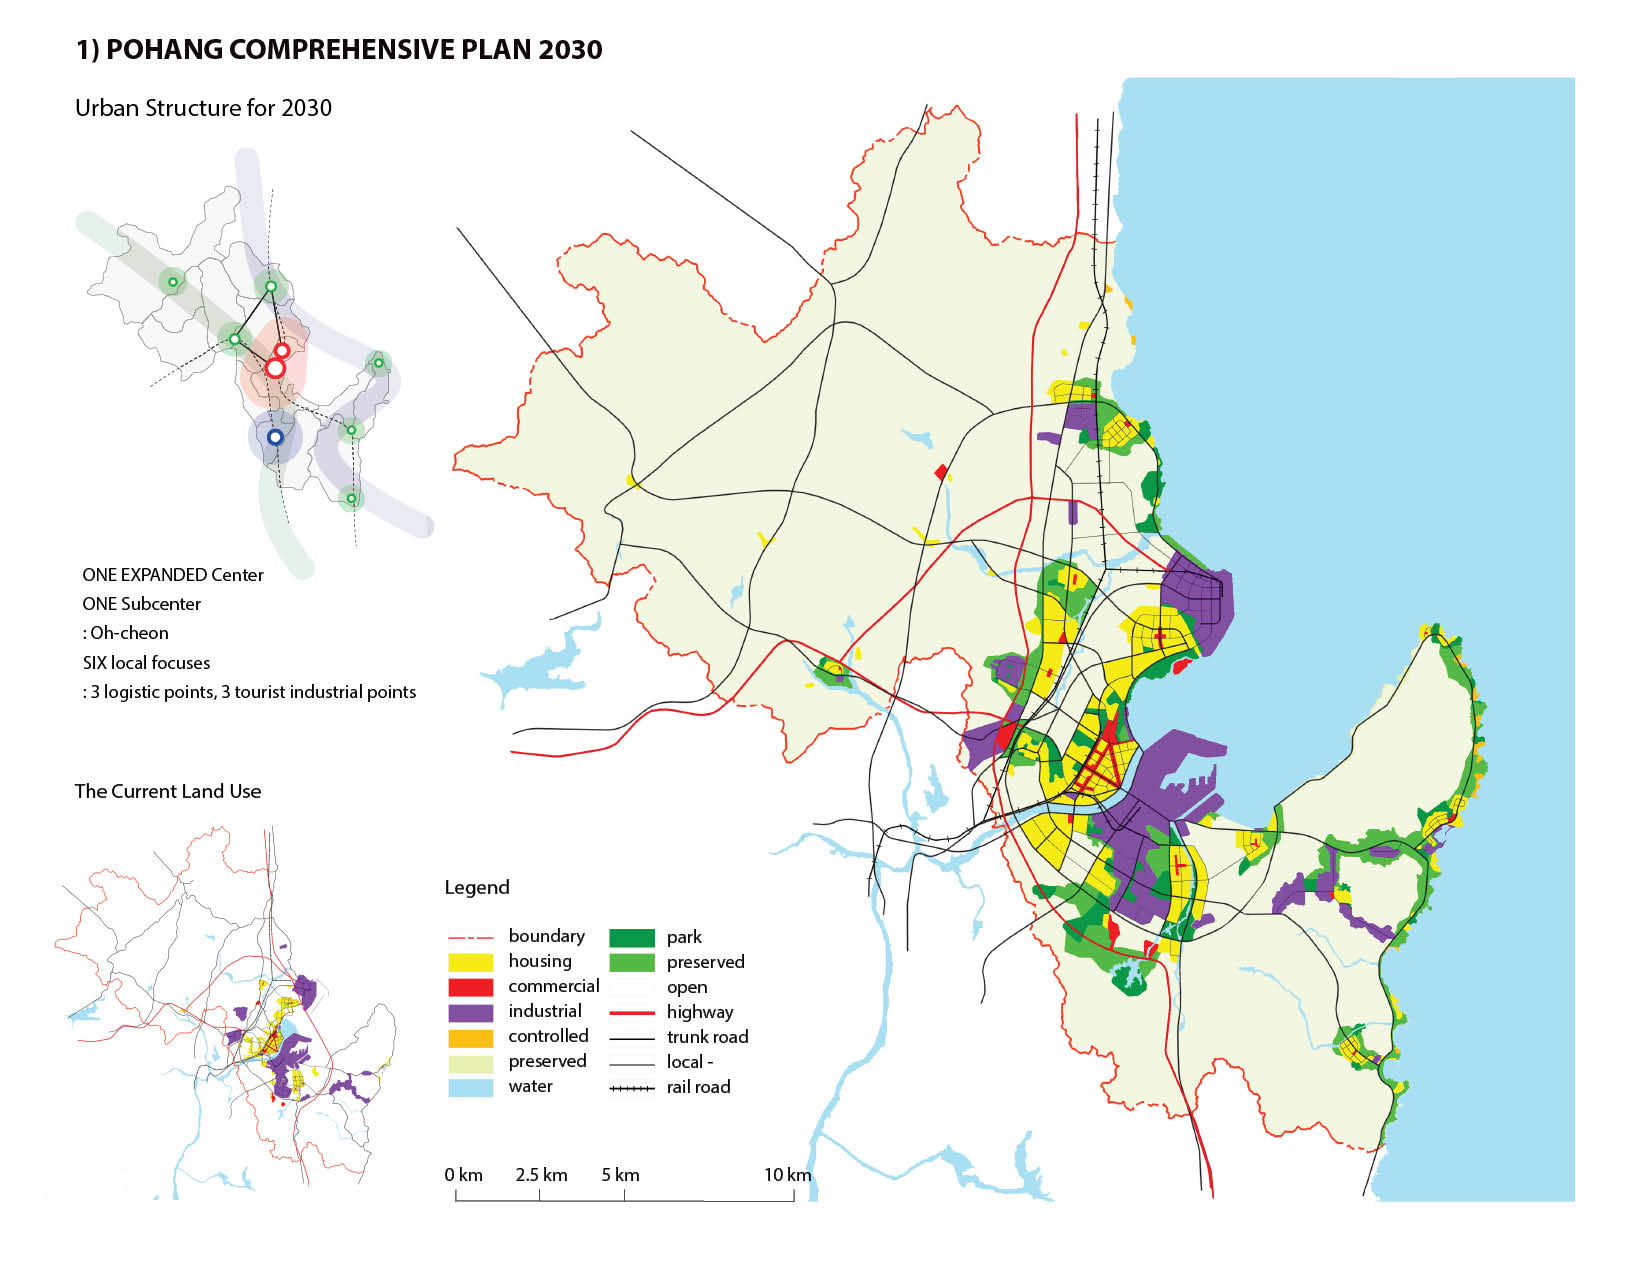 1) POHANG COMPREHENSIVE PLAN 2030
Urban Structure for 2030
ONE EXPANDED Center
ONE Subcenter
: Oh-cheon
SIX local focuses
: 3 logistic points, 3 tourist industrial points
The Current Land Use
Legend
boundary
housing
commercial
industrial
controlled
preserved
water
park
preserved
open
highway
trunk road
local -
rail road
0 km 2.5 km 5 km 10 km